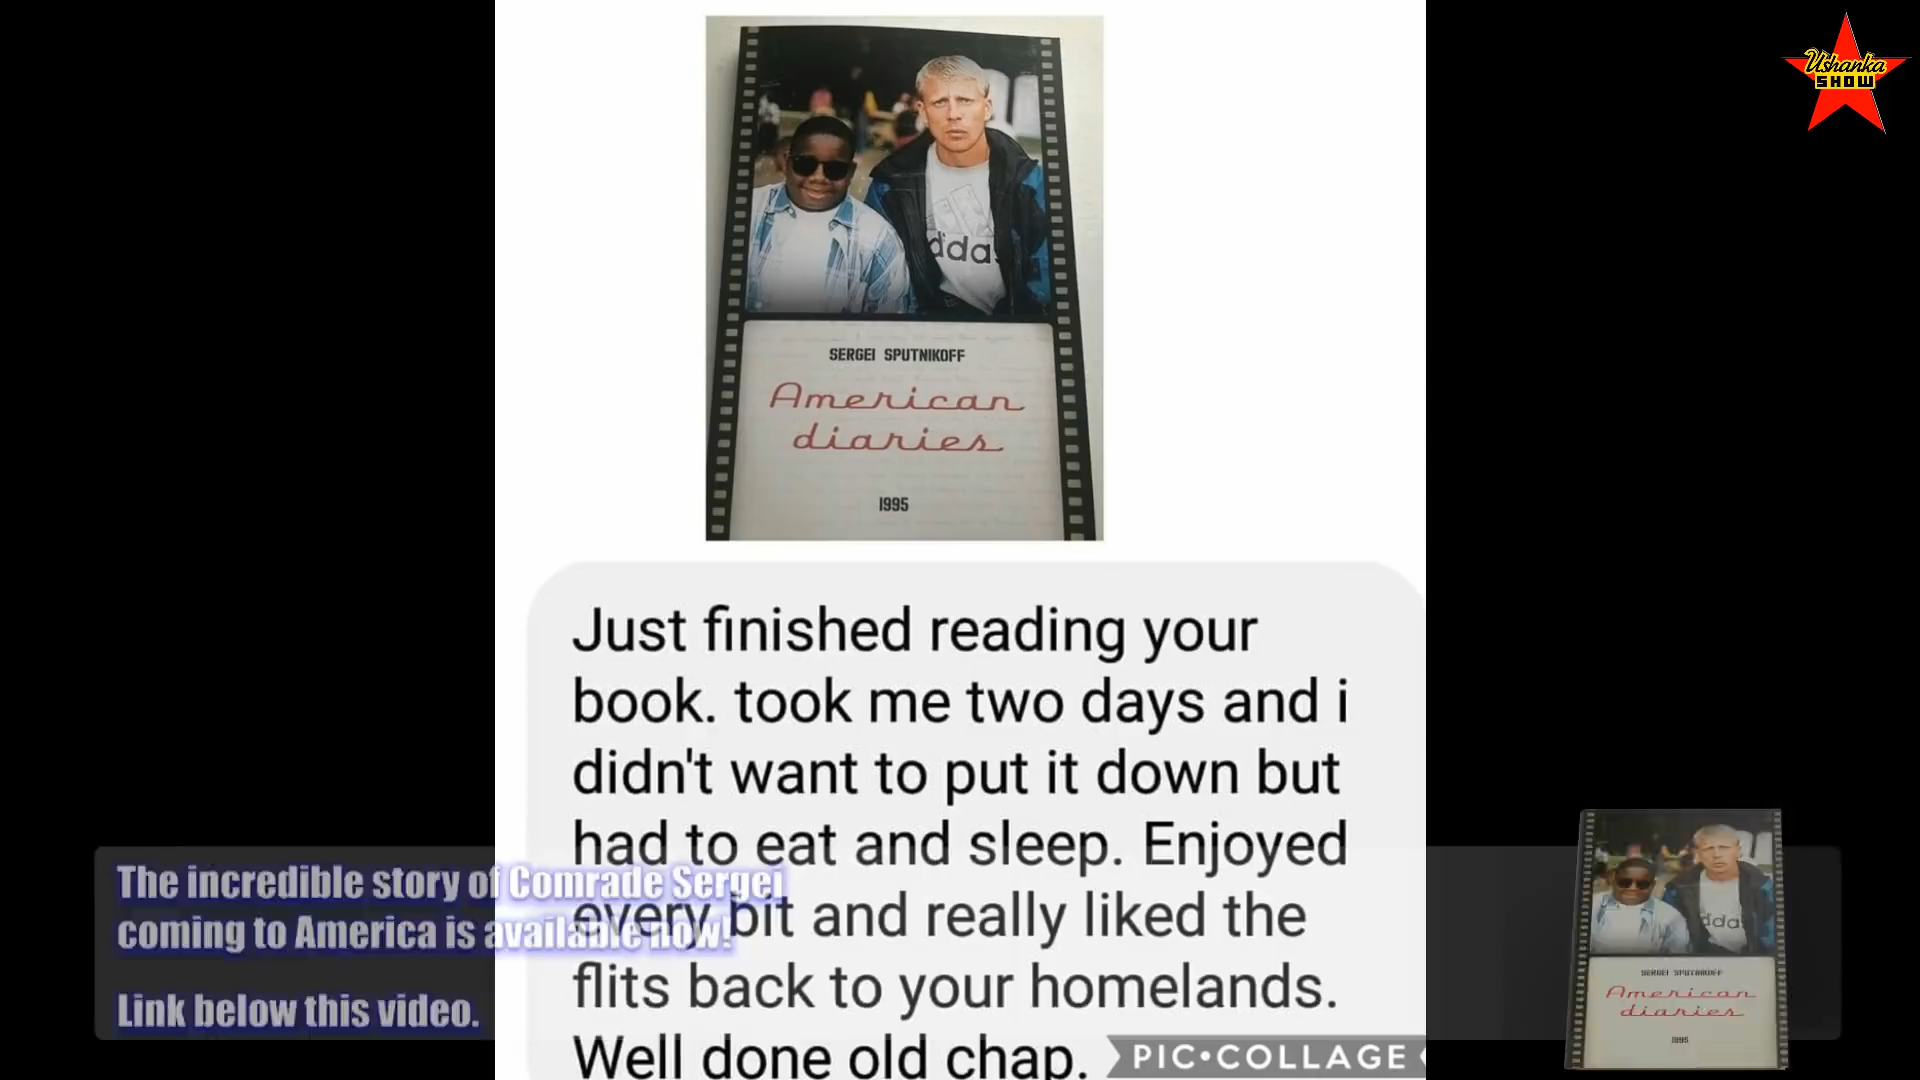 Ushanka
SHOW
adidas
SERGEI SPUTNIKOFF
American
diaries
1995
Just finished reading your
book. took me two days and i
didn't want to put it down but
had to eat and sleep. Enjoyed
every bit and really liked the
flits back to your homelands.
Well done old chap.
PIC•COLLAGE
The incredible story of Comrade Sergei
coming to America is available now!
Link below this video.
adidas
SERGEI SPUTNIKOFF
American
diaries
1995